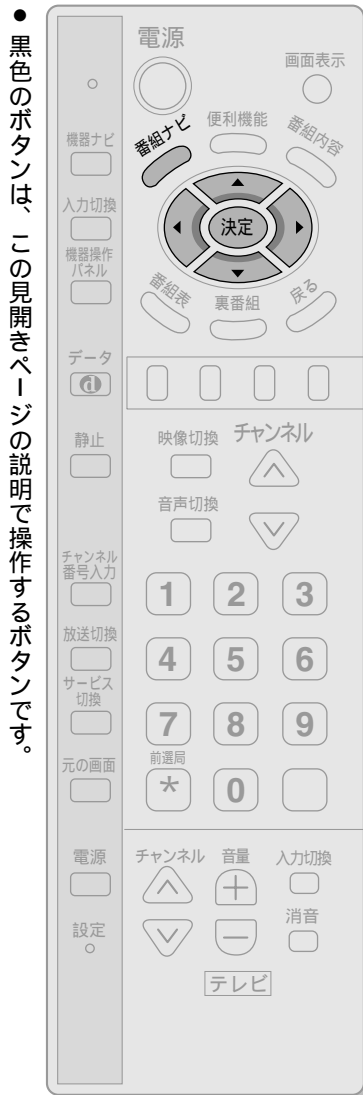 ● 黒色のボタンは、この見開きページの説明で操作するボタンです。
電源
画面表示
機器ナビ
番組ナビ
便利機能
番組内容
入力切換
決定
機器操作
パネル
番組表
裏番組
戻る
データ
d
静止
映像切換
チャンネル
音声切換
チャンネル
番号入力
1 2 3
放送切換
4 5 6
サービス
切換
7 8 9
元の画面
前選局
* 0
電源
チャンネル
音量
入力切換
+
設定
消音
−
テレビ